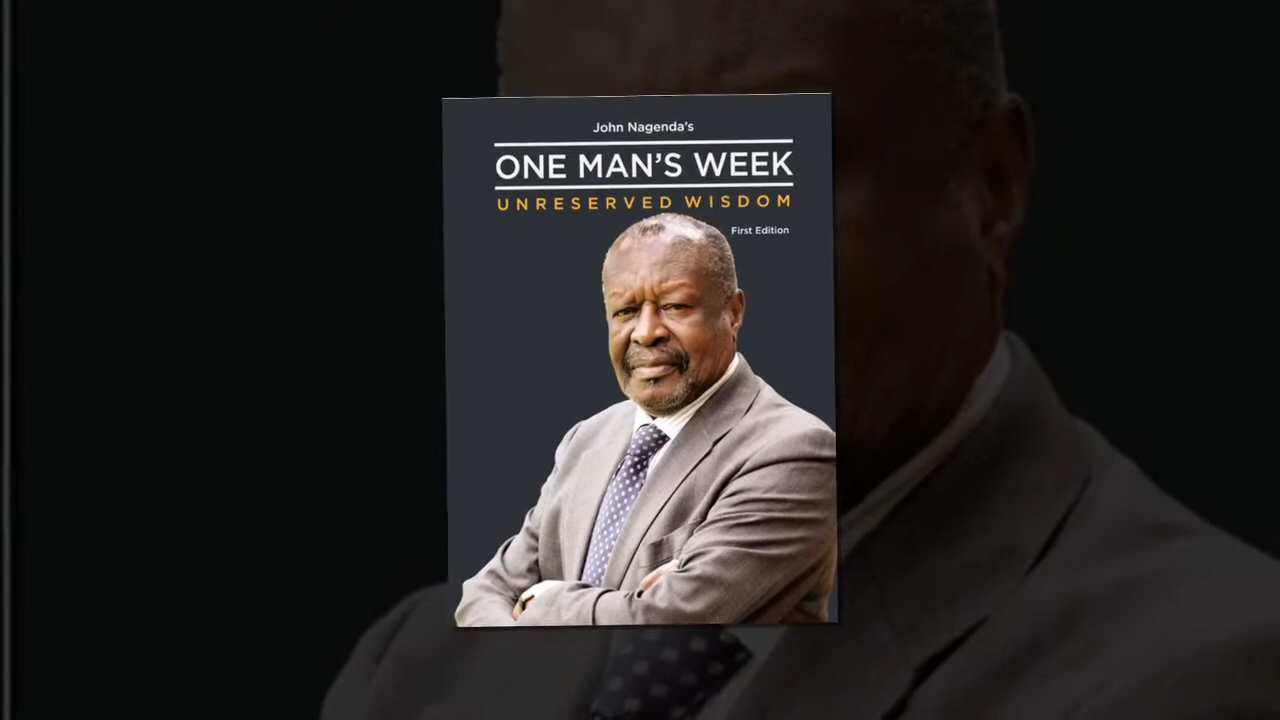 John Nagenda's
ONE MAN'S WEEK
UNRESERVED WISDOM
First Edition